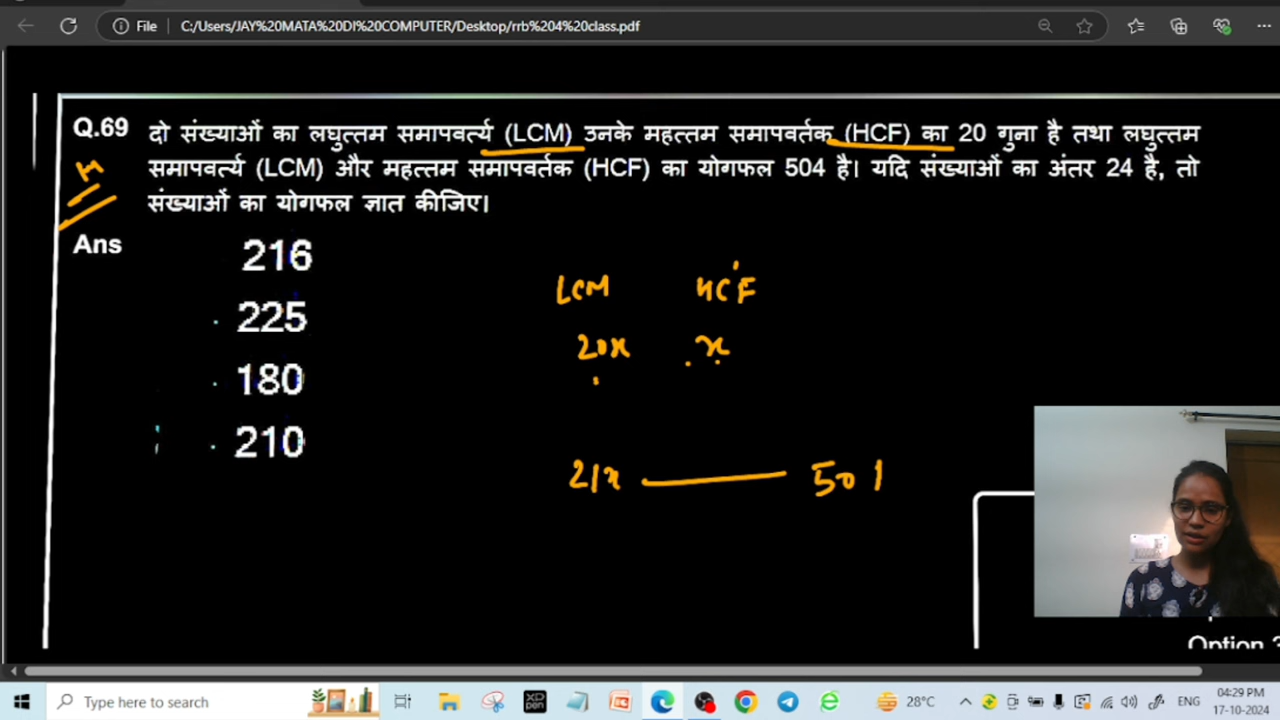 File C:/Users/JAY%20MATA%20DI%20COMPUTER/Desktop/rrb%204%20class.pdf
Q.69 दो संख्याओं का लघुत्तम समापवर्त्य (LCM) उनके महत्तम समापवर्तक (HCF) का 20 गुना है तथा लघुत्तम
समापवर्त्य (LCM) और महत्तम समापवर्तक (HCF) का योगफल 504 है। यदि संख्याओं का अंतर 24 है, तो
संख्याओं का योगफल ज्ञात कीजिए।
Ans 216
225
180
210
LCM HCF
20x x
21x 501
Option 3
Type here to search
28°C
ENG
04:29 PM
17-10-2024